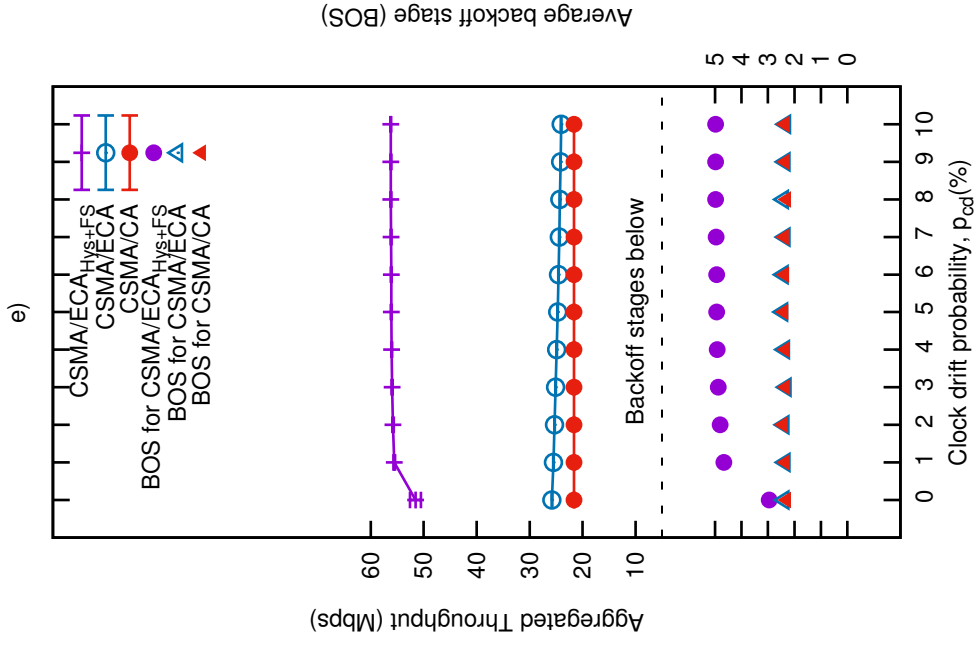 e)
CSMA/ECA_Hys+FS
CSMA/ECA
CSMA/CA
BOS for CSMA/ECA_Hys+FS
BOS for CSMA/ECA
BOS for CSMA/CA
Aggregated Throughput (Mbps)
60
50
40
30
20
10
Backoff stages below
Average backoff stage (BOS)
5
4
3
2
1
0
0 1 2 3 4 5 6 7 8 9 10
Clock drift probability, p_cd(%)